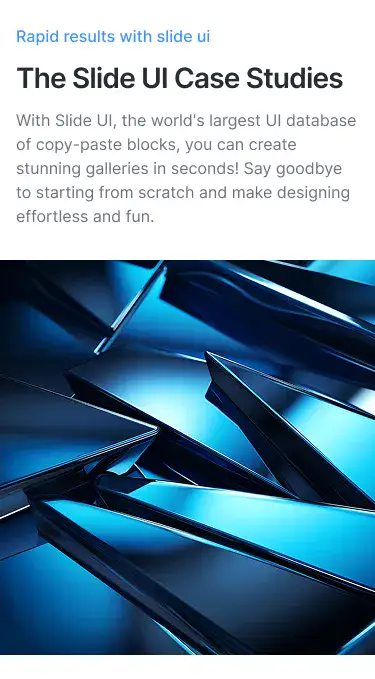 Rapid results with slide ui
The Slide UI Case Studies
With Slide UI, the world's largest UI database
of copy-paste blocks, you can create
stunning galleries in seconds! Say goodbye
to starting from scratch and make designing
effortless and fun.